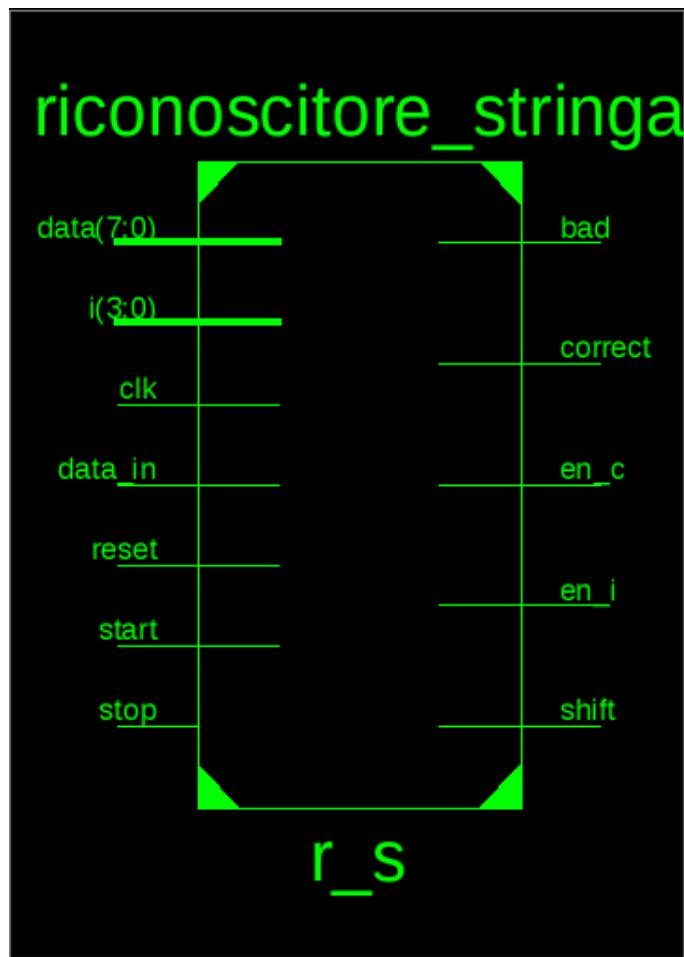 riconoscitore_stringa
data(7:0)
bad
i(3:0)
correct
clk
data_in
en_c
reset
en_i
start
stop
shift
r_s